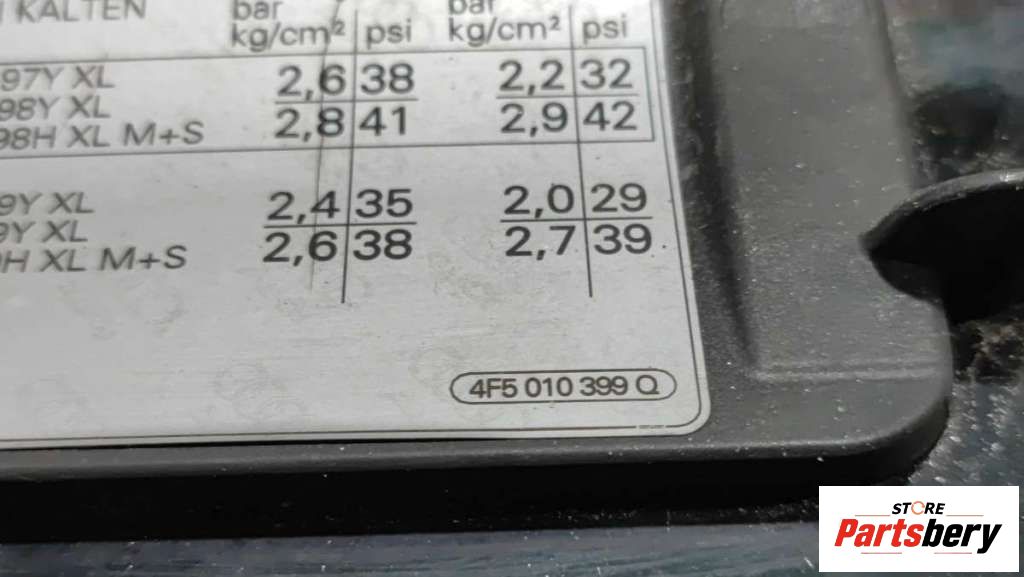 KALTEN bar bar
kg/cm² psi kg/cm² psi
97Y XL 2,6 38 2,2 32
98Y XL
98H XL M+S 2,8 41 2,9 42
9Y XL 2,4 35 2,0 29
9Y XL
H XL M+S 2,6 38 2,7 39
4F5 010 399 Q
STORE
Partsbery